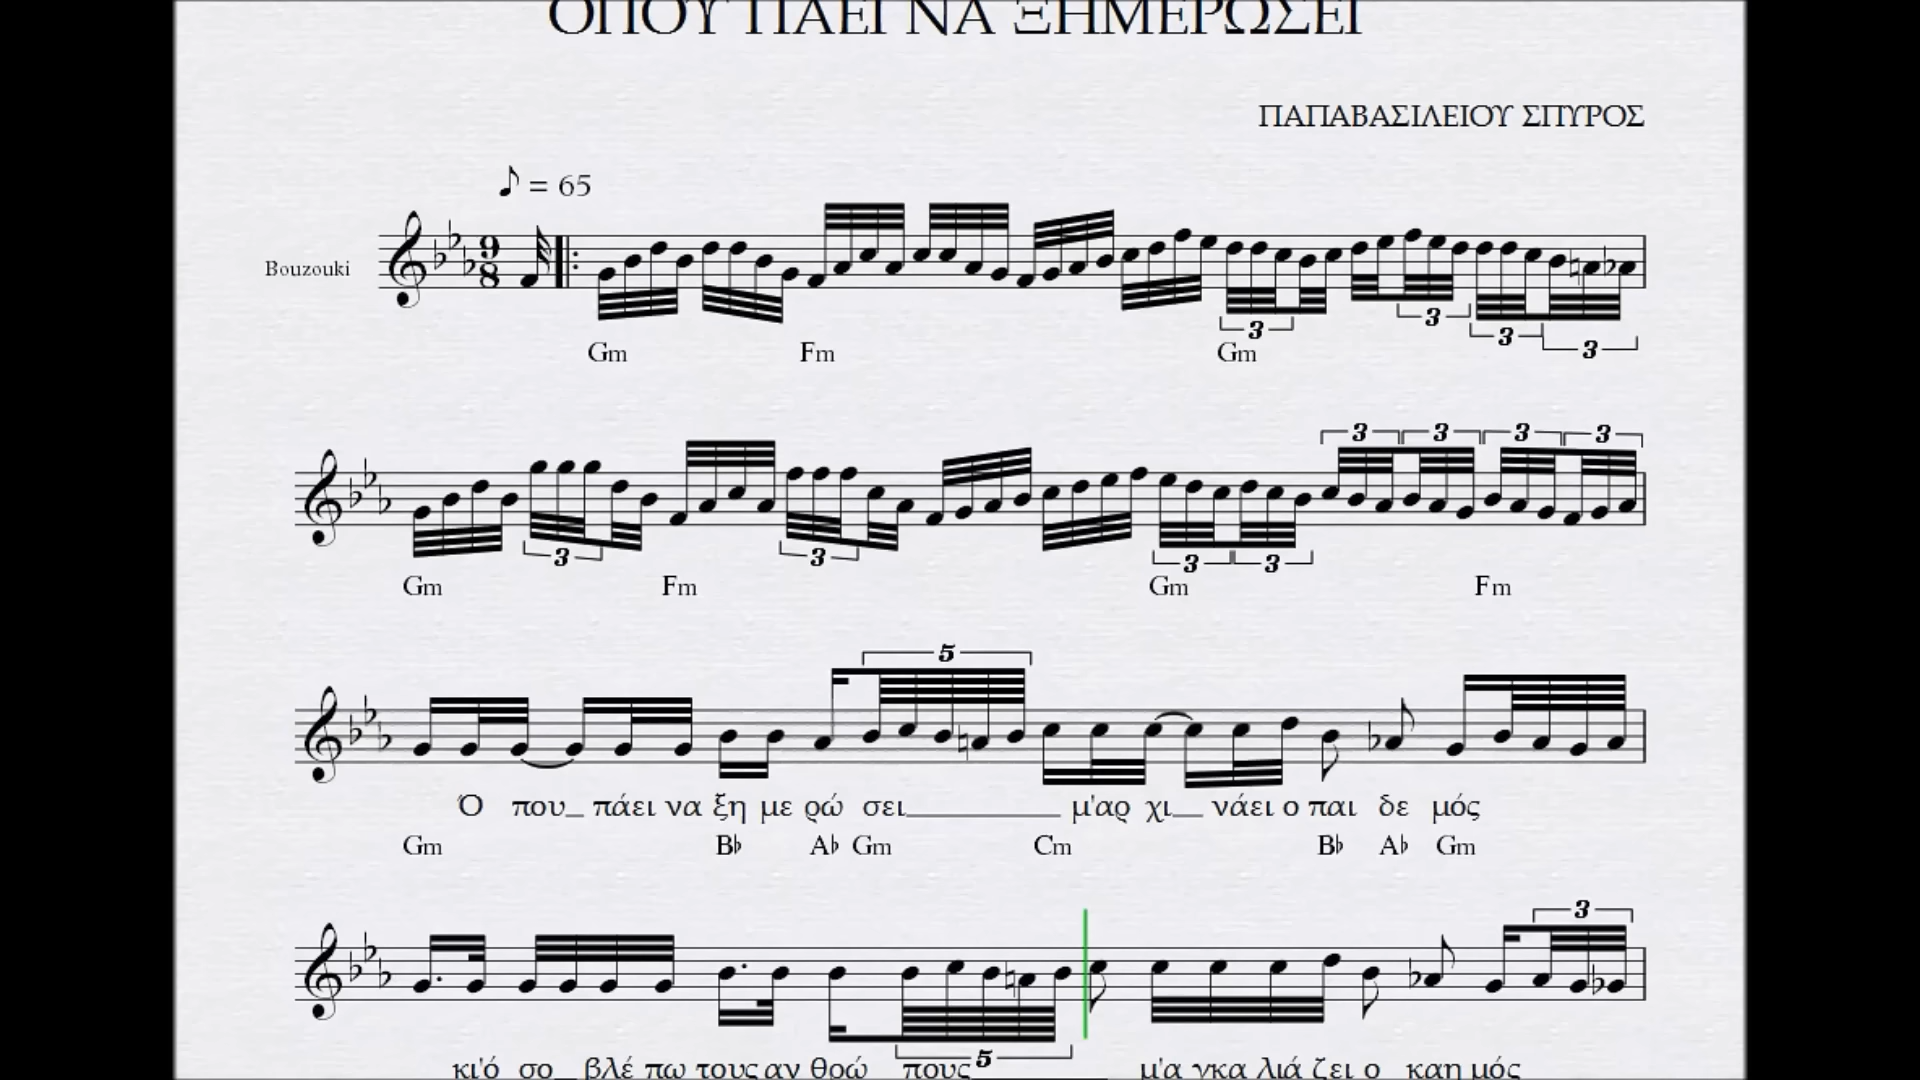 ΟΠΟΥ ΠΑΕΙ ΝΑ ΞΗΜΕΡΩΣΕΙ
ΠΑΠΑΒΑΣΙΛΕΙΟΥ ΣΠΥΡΟΣ
♪ = 65
Bouzouki
9
8
3 3 3 3
Gm Fm Gm
3 3 3 3
3 3 3 3
Gm Fm Gm Fm
5
Ό που_ πάει να ξη με ρώ σει_ μ'αρ χι_ νάει ο παι δε μός
Gm B♭ A♭ Gm Cm B♭ A♭ Gm
3
5
κι'ό σο_ βλέ πω τους αν θρώ πους_ μ'α γκα λιά ζει ο καη μός